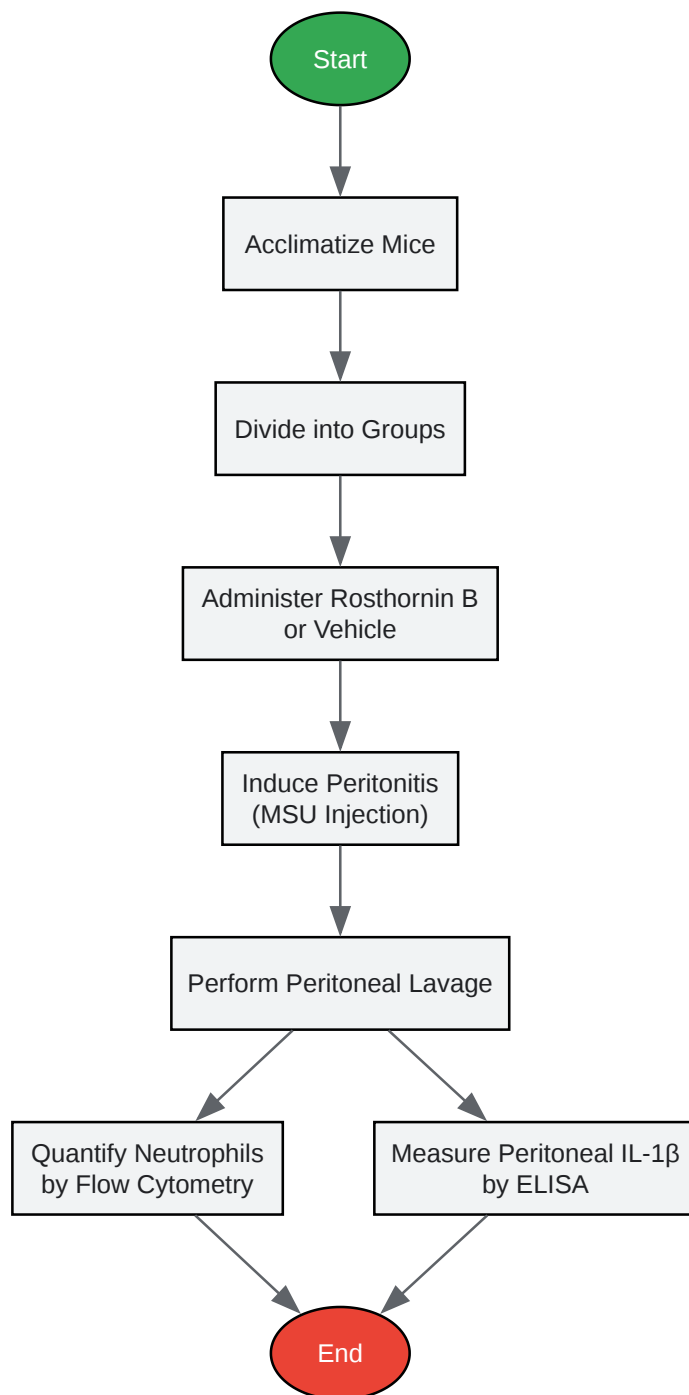 Start
Acclimatize Mice
Divide into Groups
Administer Rosthornin B
or Vehicle
Induce Peritonitis
(MSU Injection)
Perform Peritoneal Lavage
Quantify Neutrophils
by Flow Cytometry
Measure Peritoneal IL-1β
by ELISA
End